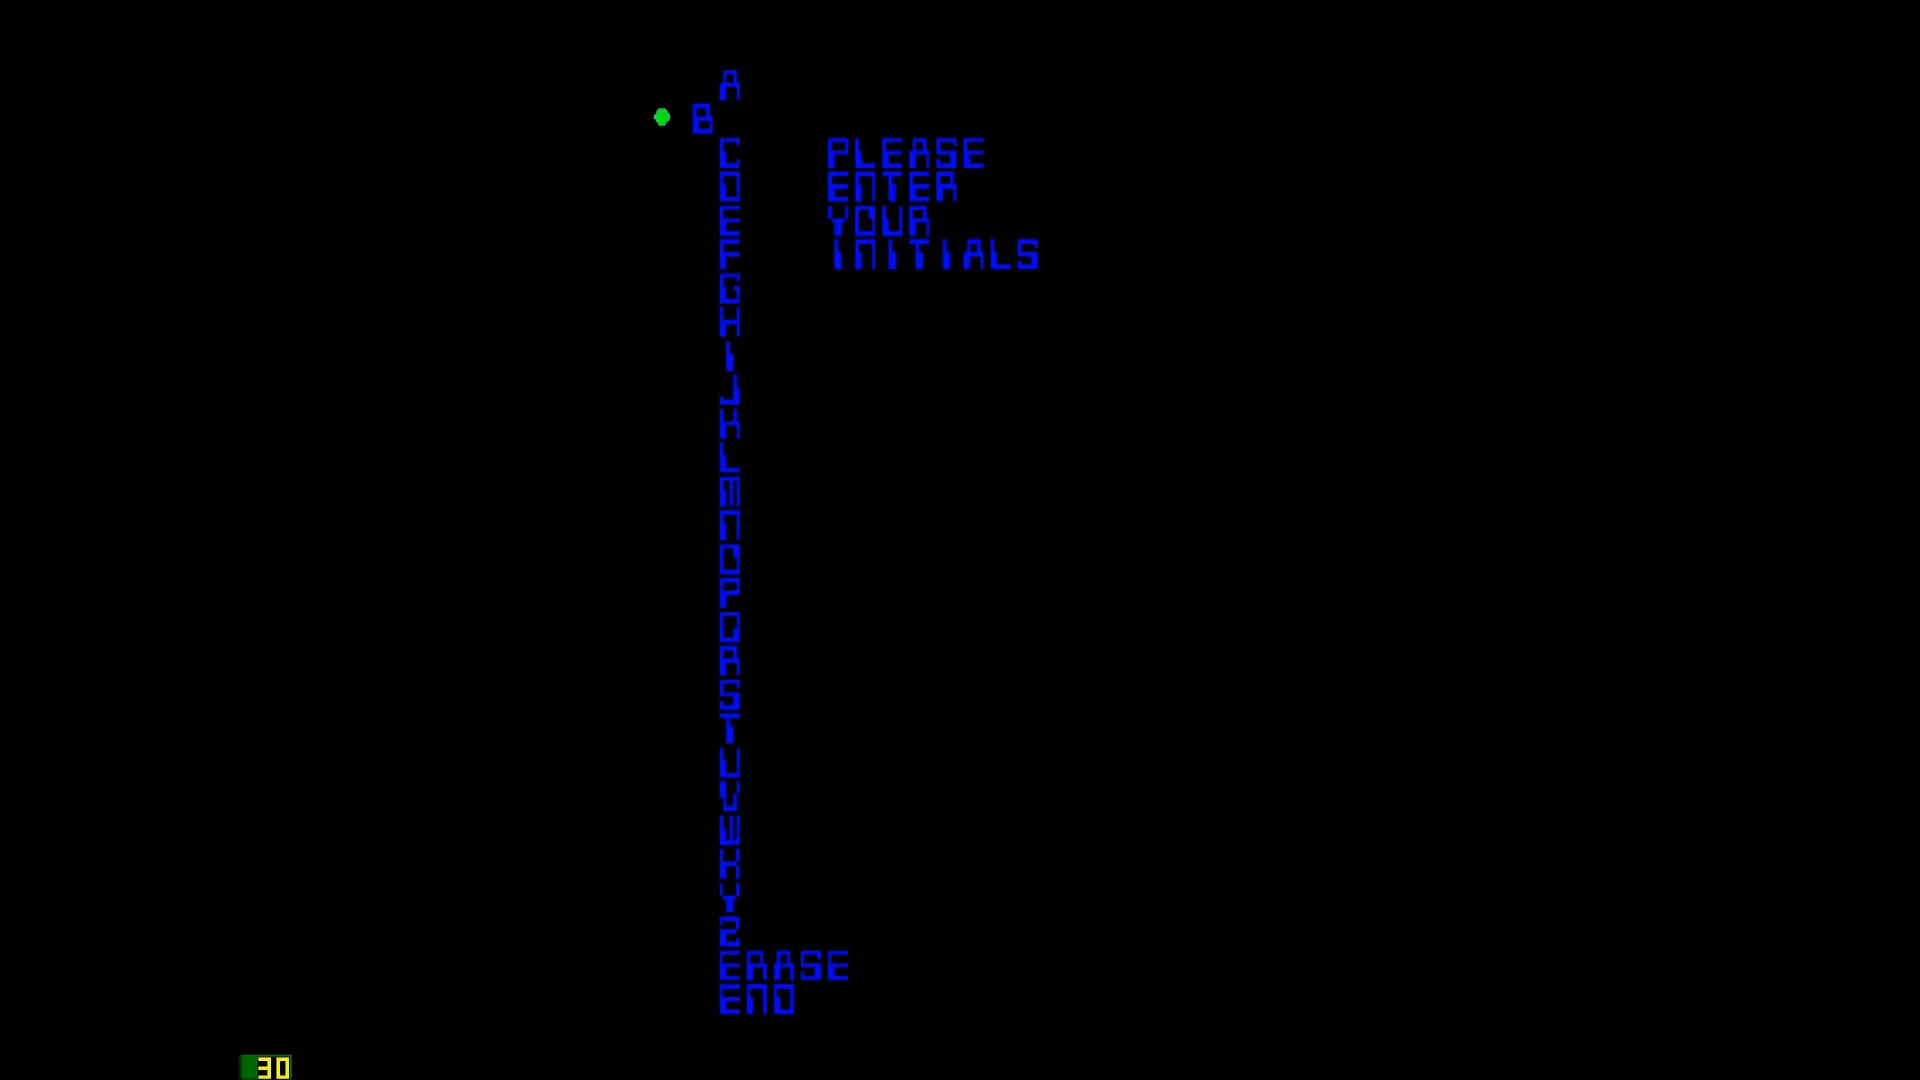 A
B
C PLEASE
D ENTER
E YOUR
F INITIALS
G
H
I
J
K
L
M
N
O
P
Q
R
S
T
U
V
W
X
Y
Z
ERASE
END
30